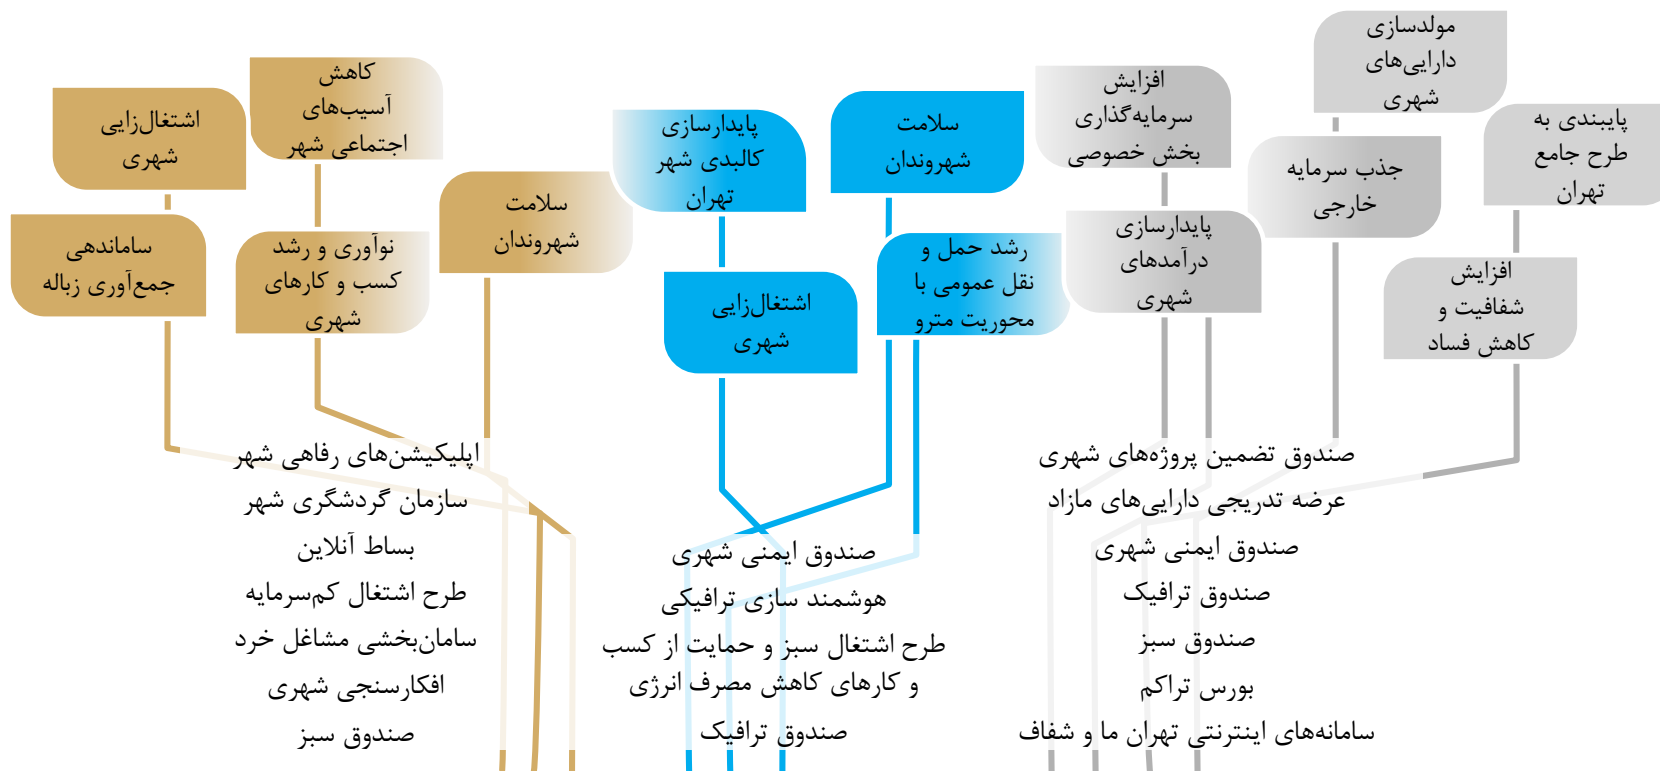 مولدسازی
دارایی‌های
شهری
پایبندی به
طرح جامع
تهران
افزایش
سرمایه‌گذاری
بخش خصوصی
جذب سرمایه
خارجی
پایدارسازی
درآمدهای
شهری
افزایش
شفافیت و
کاهش فساد
صندوق تضمین پروژه‌های شهری
عرضه تدریجی دارایی‌های مازاد
صندوق ایمنی شهری
صندوق ترافیک
صندوق سبز
بورس تراکم
سامانه‌های اینترنتی تهران ما و شفاف
سلامت
شهروندان
پایدارسازی
کالبدی شهر
تهران
رشد حمل و
نقل عمومی با
محوریت مترو
اشتغال‌زایی
شهری
صندوق ایمنی شهری
هوشمند سازی ترافیکی
طرح اشتغال سبز و حمایت از کسب
و کارهای کاهش مصرف انرژی
صندوق ترافیک
کاهش
آسیب‌های
اجتماعی شهر
اشتغال‌زایی
شهری
سلامت
شهروندان
نوآوری و رشد
کسب و کارهای
شهری
ساماندهی
جمع‌آوری زباله
اپلیکیشن‌های رفاهی شهر
سازمان گردشگری شهر
بساط آنلاین
طرح اشتغال کم‌سرمایه
سامان‌بخشی مشاغل خرد
افکارسنجی شهری
صندوق سبز